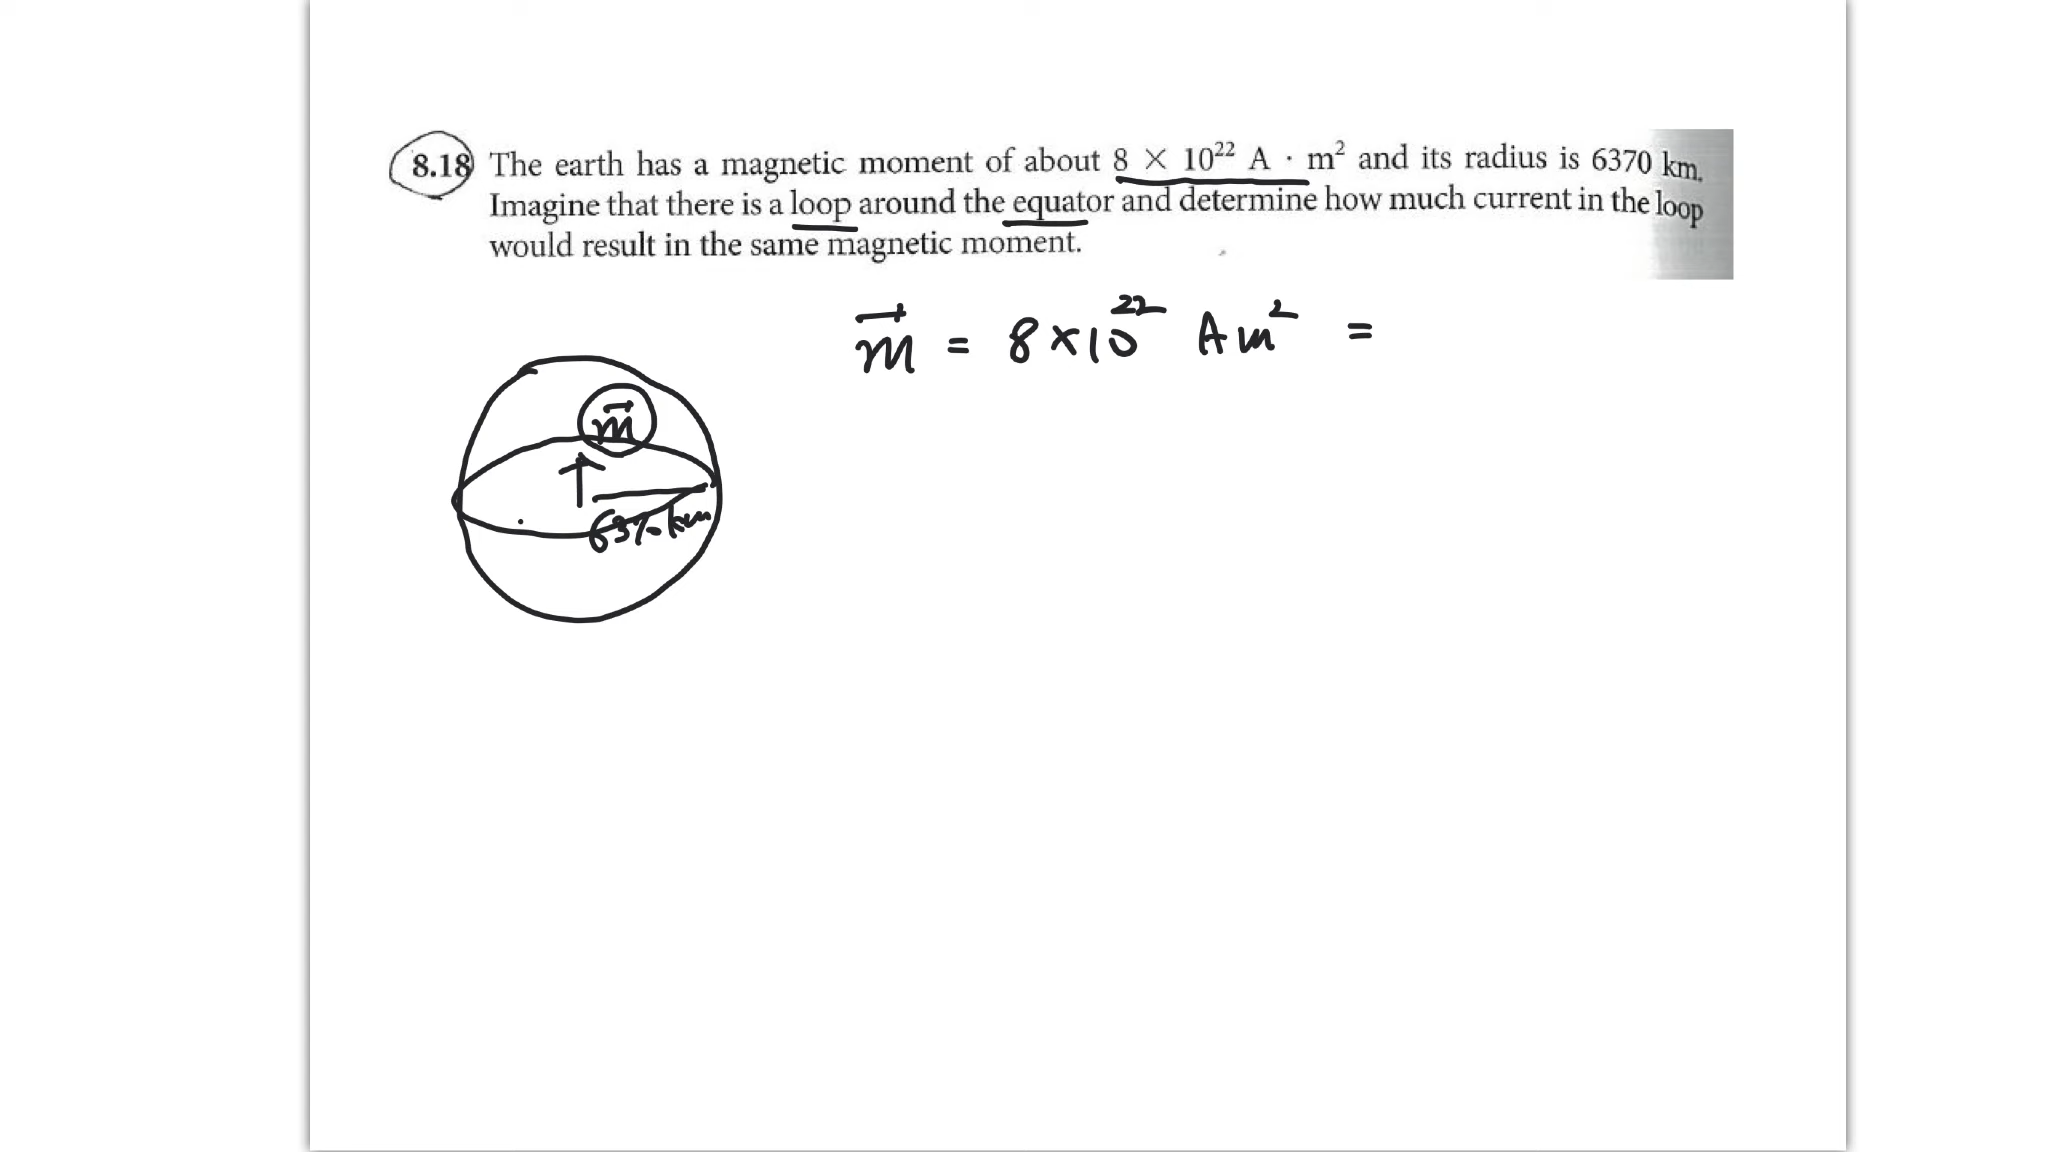 8.18 The earth has a magnetic moment of about 8 × 10²² A · m² and its radius is 6370 km.
Imagine that there is a loop around the equator and determine how much current in the loop
would result in the same magnetic moment.
m⃗ = 8×10²² Am² =
m⃗
6370km